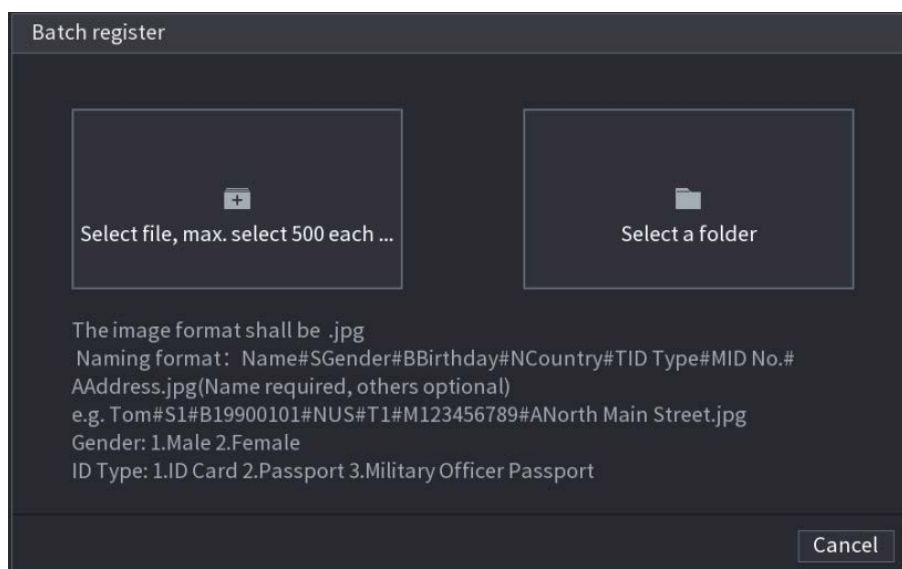 Batch register
Select file, max. select 500 each ...
Select a folder
The image format shall be .jpg
Naming format：Name#SGender#BBirthday#NCountry#TID Type#MID No.#
AAddress.jpg(Name required, others optional)
e.g. Tom#S1#B19900101#NUS#T1#M123456789#ANorth Main Street.jpg
Gender: 1.Male 2.Female
ID Type: 1.ID Card 2.Passport 3.Military Officer Passport
Cancel